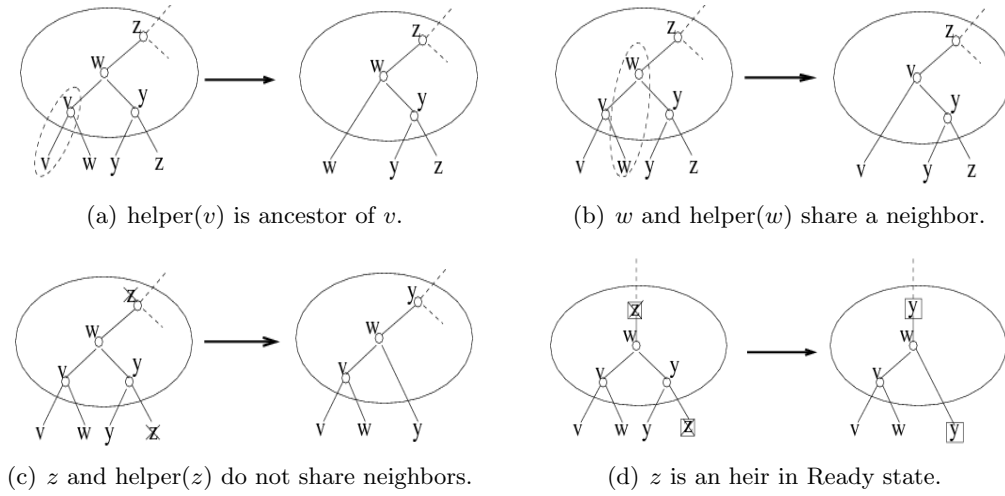 z
w
v y
v w y z
z
w
y
w y z
(a) helper(v) is ancestor of v.
z
w
v y
v w y z
z
v
y
v y z
(b) w and helper(w) share a neighbor.
z
w
v y
v w y z
y
w
v
v w y
(c) z and helper(z) do not share neighbors.
z
w
v y
v w y z
y
w
v
v w y
(d) z is an heir in Ready state.